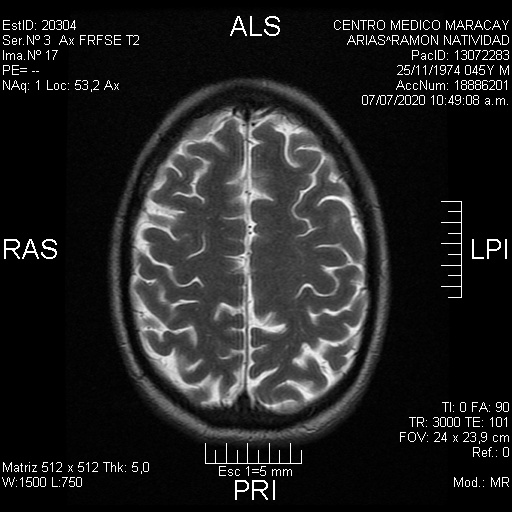 EstID: 20304
Ser.Nº 3 Ax FRFSE T2
Ima.Nº 17
PE= --
NAq: 1 Loc: 53,2 Ax
ALS
CENTRO MEDICO MARACAY
ARIAS^RAMON NATIVIDAD
PacID: 13072283
25/11/1974 045Y M
AccNum: 18886201
07/07/2020 10:49:08 a.m.
RAS
LPI
Matriz 512 x 512 Thk: 5,0
W:1500 L:750
Esc 1=5 mm
PRI
TI: 0 FA: 90
TR: 3000 TE: 101
FOV: 24 x 23,9 cm
Ref.: 0
Mod.: MR